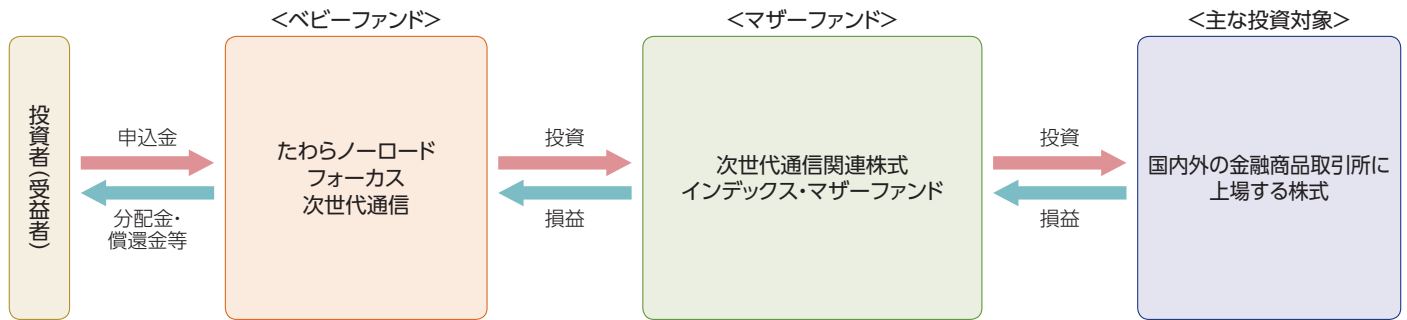 <ベビーファンド>
<マザーファンド>
<主な投資対象>
投資者(受益者)
申込金
分配金・
償還金等
たわらノーロード
フォーカス
次世代通信
投資
損益
次世代通信関連株式
インデックス・マザーファンド
投資
損益
国内外の金融商品取引所に
上場する株式